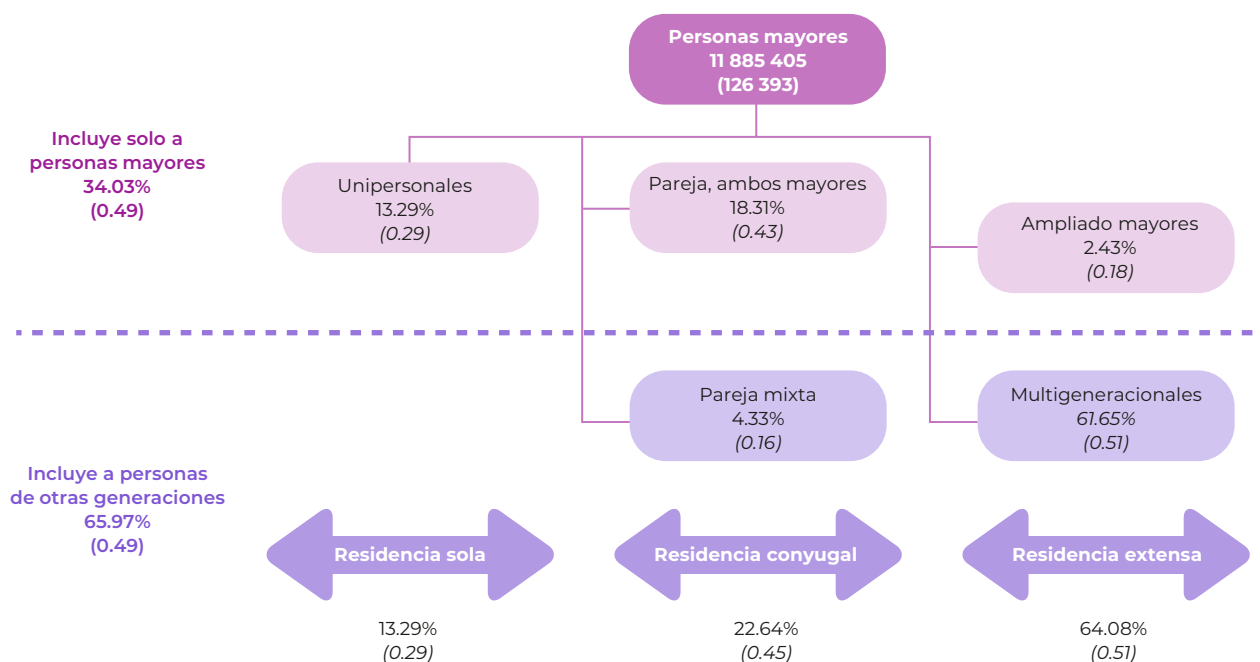 Personas mayores
11 885 405
(126 393)
Incluye solo a
personas mayores
34.03%
(0.49)
Unipersonales
13.29%
(0.29)
Pareja, ambos mayores
18.31%
(0.43)
Ampliado mayores
2.43%
(0.18)
Pareja mixta
4.33%
(0.16)
Multigeneracionales
61.65%
(0.51)
Incluye a personas
de otras generaciones
65.97%
(0.49)
Residencia sola
Residencia conyugal
Residencia extensa
13.29%
(0.29)
22.64%
(0.45)
64.08%
(0.51)